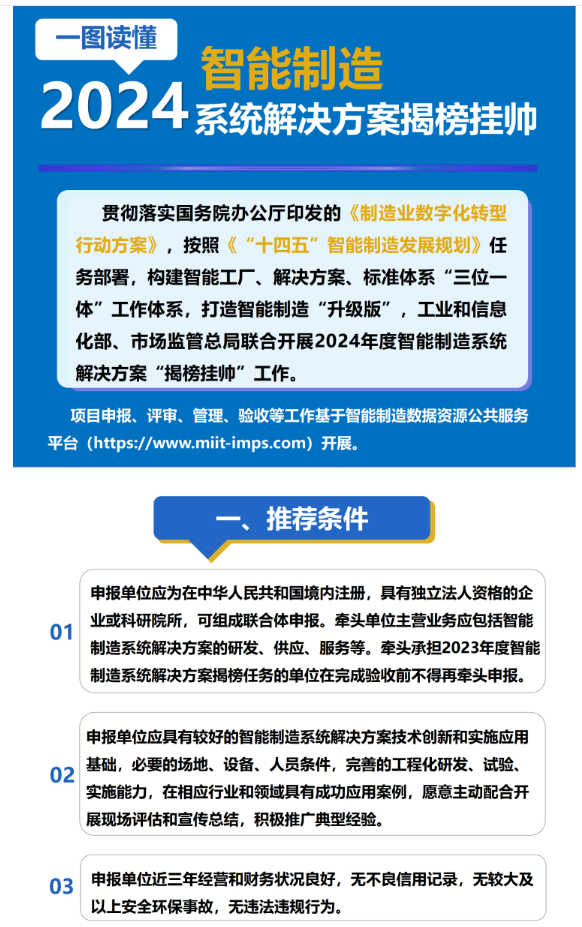 一图读懂
智能制造
2024系统解决方案揭榜挂帅
贯彻落实国务院办公厅印发的《制造业数字化转型
行动方案》，按照《“十四五”智能制造发展规划》任
务部署，构建智能工厂、解决方案、标准体系“三位一
体”工作体系，打造智能制造“升级版”，工业和信息
化部、市场监管总局联合开展2024年度智能制造系统
解决方案“揭榜挂帅”工作。
项目申报、评审、管理、验收等工作基于智能制造数据资源公共服务
平台（https://www.miit-imps.com）开展。
一、推荐条件
01
申报单位应为在中华人民共和国境内注册，具有独立法人资格的企
业或科研院所，可组成联合体申报。牵头单位主营业务应包括智能
制造系统解决方案的研发、供应、服务等。牵头承担2023年度智能
制造系统解决方案揭榜任务的单位在完成验收前不得再牵头申报。
02
申报单位应具有较好的智能制造系统解决方案技术创新和实施应用
基础，必要的场地、设备、人员条件，完善的工程化研发、试验、
实施能力，在相应行业和领域具有成功应用案例，愿意主动配合开
展现场评估和宣传总结，积极推广典型经验。
03
申报单位近三年经营和财务状况良好，无不良信用记录，无较大及
以上安全环保事故，无违法违规行为。